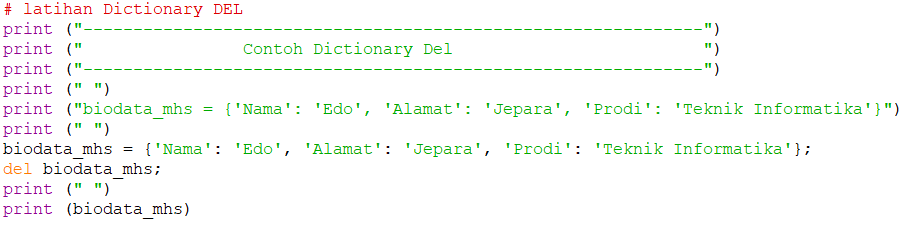 # latihan Dictionary DEL
print ("--------------------------------------------------------------")
print ("                Contoh Dictionary Del                         ")
print ("--------------------------------------------------------------")
print (" ")
print ("biodata_mhs = {'Nama': 'Edo', 'Alamat': 'Jepara', 'Prodi': 'Teknik Informatika'}")
print (" ")
biodata_mhs = {'Nama': 'Edo', 'Alamat': 'Jepara', 'Prodi': 'Teknik Informatika'};
del biodata_mhs;
print (" ")
print (biodata_mhs)